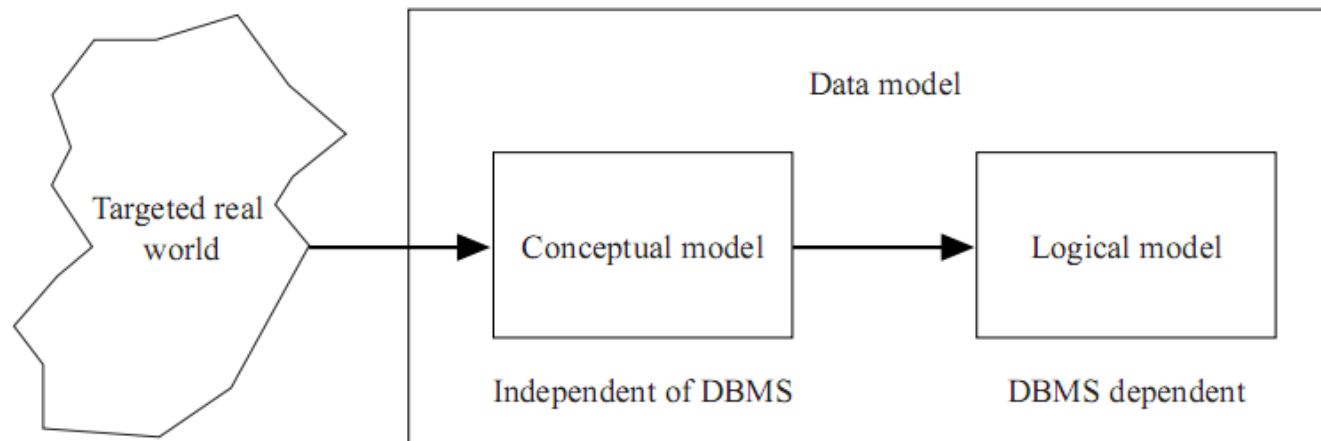 Data model
Targeted real
world
Conceptual model
Logical model
Independent of DBMS
DBMS dependent